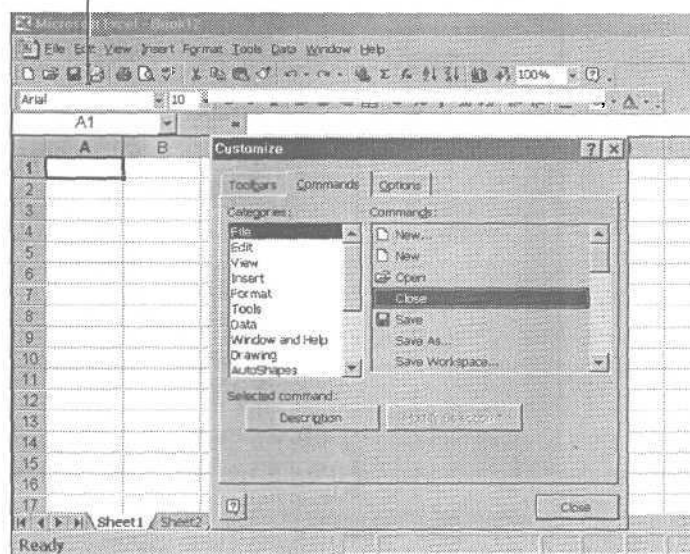 Microsoft Excel - Book1
File Edit View Insert Format Tools Data Window Help
100%
Arial 10
A1 =
A B
Customize
Toolbars Commands Options
Categories: Commands:
File
Edit
View
Insert
Format
Tools
Data
Window and Help
Drawing
AutoShapes
New...
New
Open
Close
Save
Save As...
Save Workspace...
Selected command:
Description
Close
1
2
3
4
5
6
7
8
9
10
11
12
13
14
15
16
17
Sheet1 Sheet2
Ready